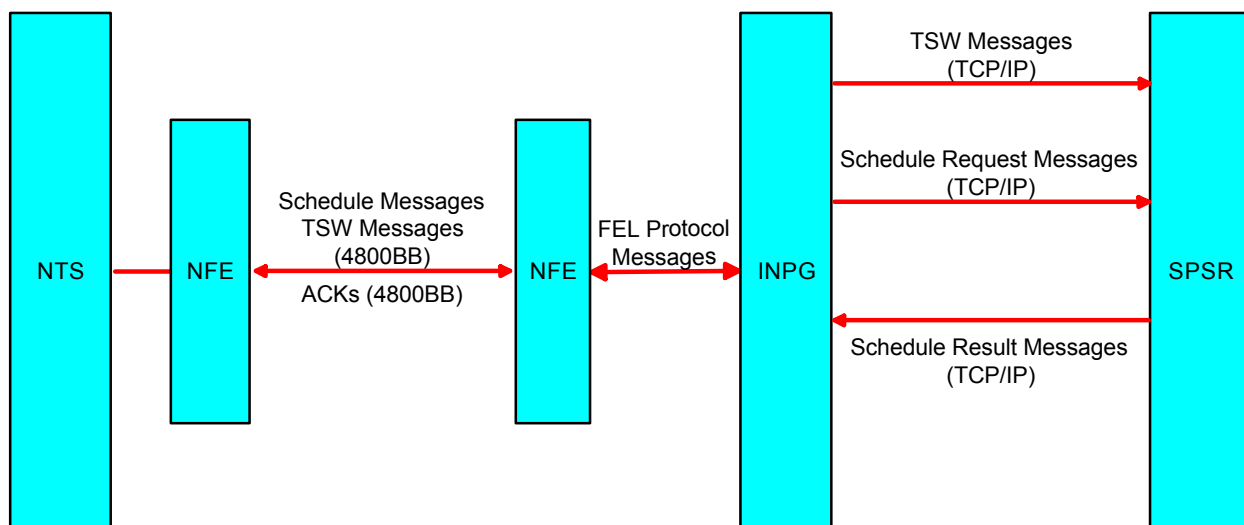 NTS
NFE
Schedule Messages
TSW Messages
(4800BB)
ACKs (4800BB)
NFE
FEL Protocol
Messages
INPG
TSW Messages
(TCP/IP)
Schedule Request Messages
(TCP/IP)
Schedule Result Messages
(TCP/IP)
SPSR